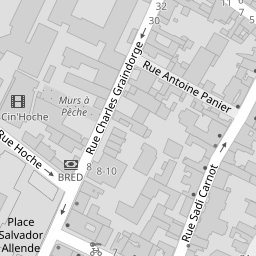 32
30
Rue Charles Graindorge
Rue Antoine Panier
Murs à
Pêche
Cin'Hoche
Rue Hoche
8
8-10
BRED
Rue Sadi Carnot
Place
Salvador
Allende